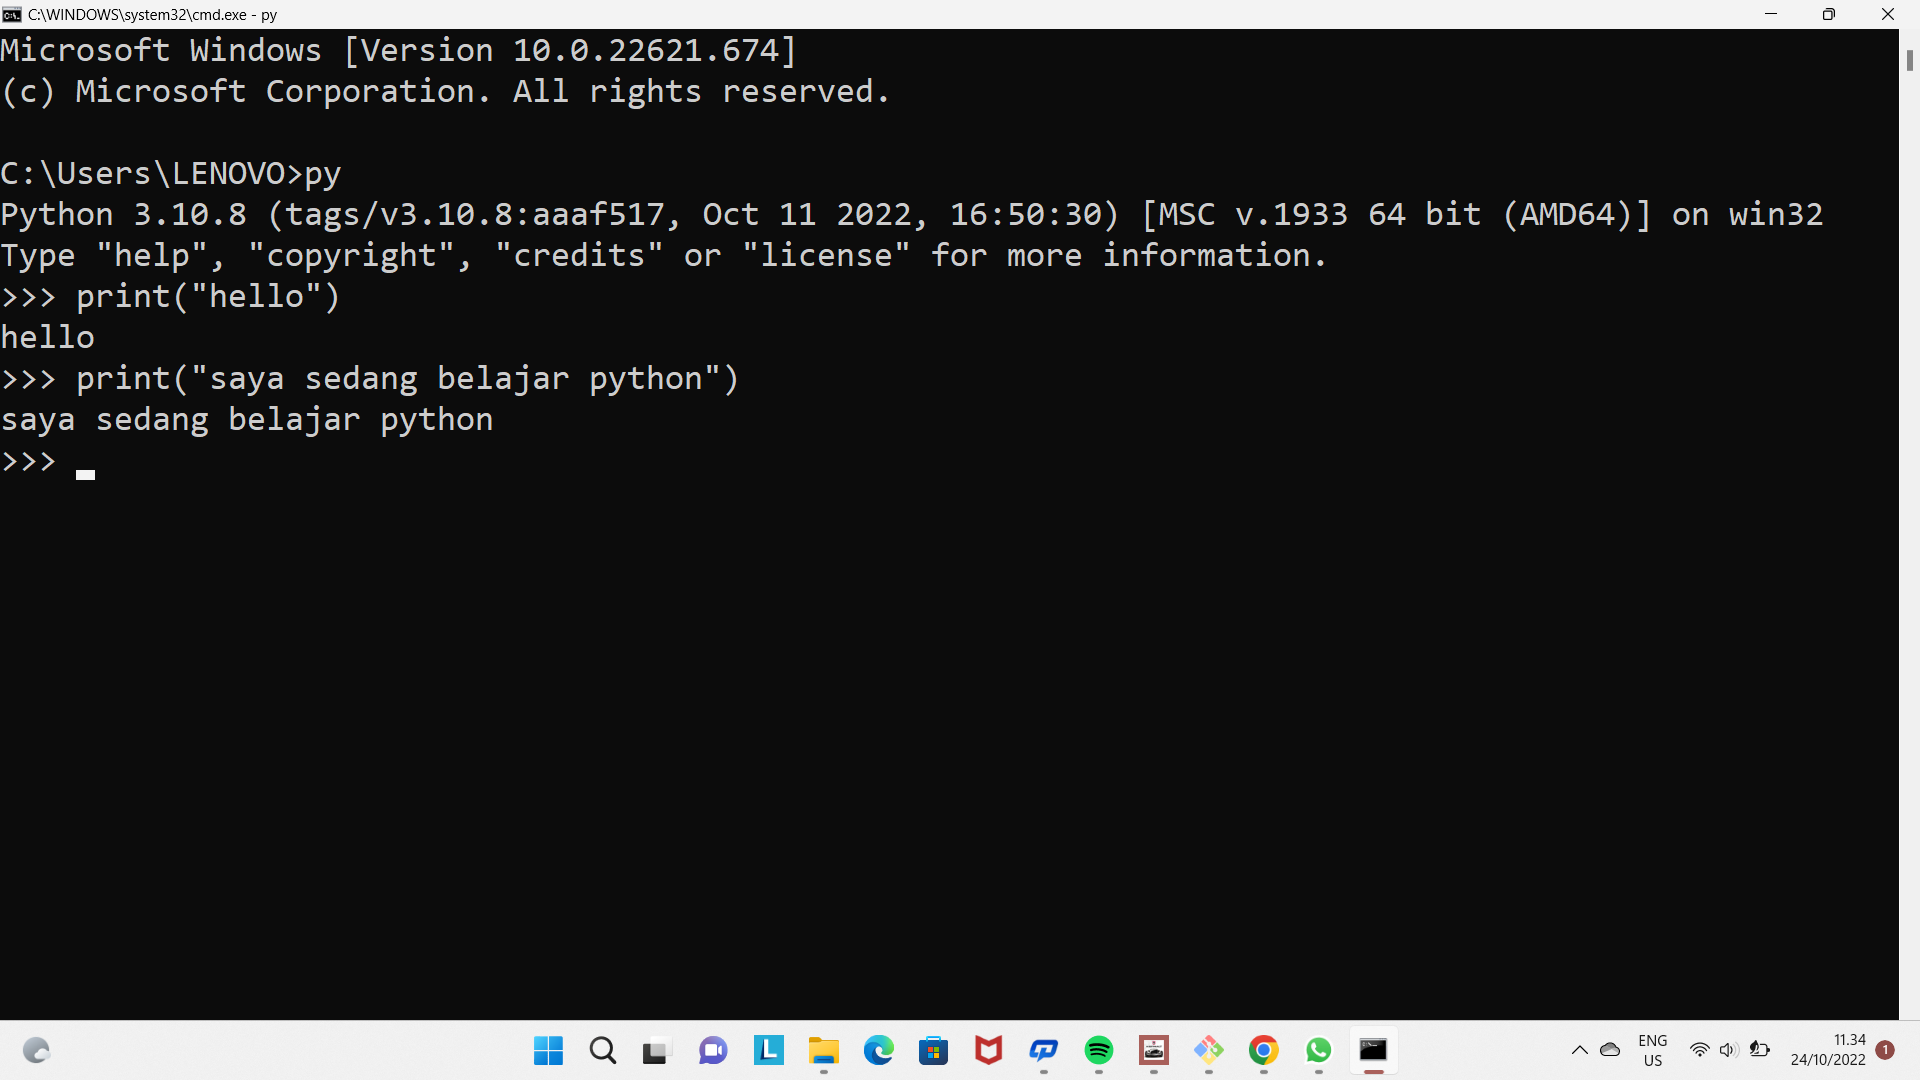 C:\WINDOWS\system32\cmd.exe - py
Microsoft Windows [Version 10.0.22621.674]
(c) Microsoft Corporation. All rights reserved.
C:\Users\LENOVO>py
Python 3.10.8 (tags/v3.10.8:aaaf517, Oct 11 2022, 16:50:30) [MSC v.1933 64 bit (AMD64)] on win32
Type "help", "copyright", "credits" or "license" for more information.
>>> print("hello")
hello
>>> print("saya sedang belajar python")
saya sedang belajar python
>>>
L
ENG
US
11.34
24/10/2022
1